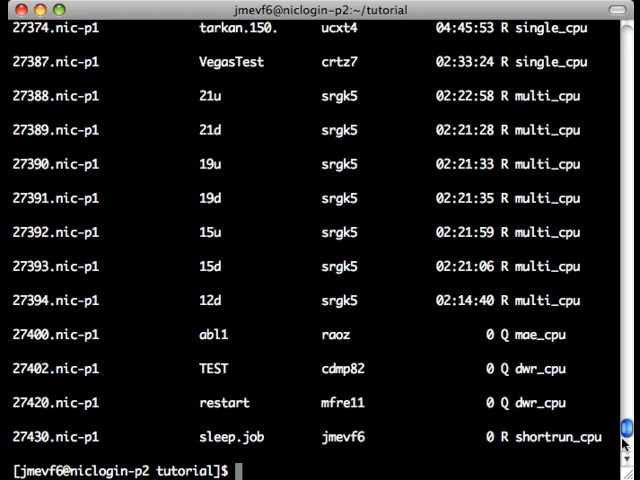 jmevf6@niclogin-p2:~/tutorial
27374.nic-p1 tarkan.150. ucxt4 04:45:53 R single_cpu
27387.nic-p1 VegasTest crtz7 02:33:24 R single_cpu
27388.nic-p1 21u srgk5 02:22:58 R multi_cpu
27389.nic-p1 21d srgk5 02:21:28 R multi_cpu
27390.nic-p1 19u srgk5 02:21:33 R multi_cpu
27391.nic-p1 19d srgk5 02:21:35 R multi_cpu
27392.nic-p1 15u srgk5 02:21:59 R multi_cpu
27393.nic-p1 15d srgk5 02:21:06 R multi_cpu
27394.nic-p1 12d srgk5 02:14:40 R multi_cpu
27400.nic-p1 abl1 raoz 0 Q mae_cpu
27402.nic-p1 TEST cdmp82 0 Q dwr_cpu
27420.nic-p1 restart mfre11 0 Q dwr_cpu
27430.nic-p1 sleep.job jmevf6 0 R shortrun_cpu
[jmevf6@niclogin-p2 tutorial]$